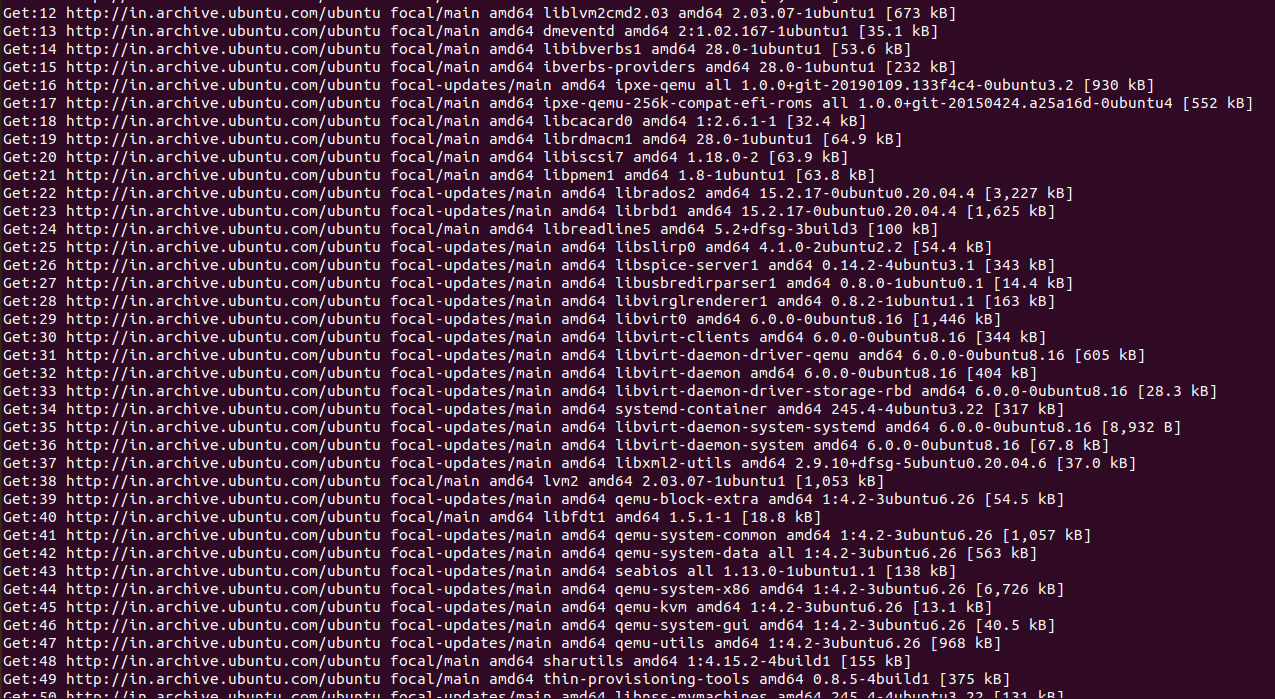 Get:12 http://in.archive.ubuntu.com/ubuntu focal/main amd64 liblvm2cmd2.03 amd64 2.03.07-1ubuntu1 [673 kB]
Get:13 http://in.archive.ubuntu.com/ubuntu focal/main amd64 dmeventd amd64 2:1.02.167-1ubuntu1 [35.1 kB]
Get:14 http://in.archive.ubuntu.com/ubuntu focal/main amd64 libibverbs1 amd64 28.0-1ubuntu1 [53.6 kB]
Get:15 http://in.archive.ubuntu.com/ubuntu focal/main amd64 ibverbs-providers amd64 28.0-1ubuntu1 [232 kB]
Get:16 http://in.archive.ubuntu.com/ubuntu focal-updates/main amd64 ipxe-qemu all 1.0.0+git-20190109.133f4c4-0ubuntu3.2 [930 kB]
Get:17 http://in.archive.ubuntu.com/ubuntu focal/main amd64 ipxe-qemu-256k-compat-efi-roms all 1.0.0+git-20150424.a25a16d-0ubuntu4 [552 kB]
Get:18 http://in.archive.ubuntu.com/ubuntu focal/main amd64 libcacard0 amd64 1:2.6.1-1 [32.4 kB]
Get:19 http://in.archive.ubuntu.com/ubuntu focal/main amd64 librdmacm1 amd64 28.0-1ubuntu1 [64.9 kB]
Get:20 http://in.archive.ubuntu.com/ubuntu focal/main amd64 libiscsi7 amd64 1.18.0-2 [63.9 kB]
Get:21 http://in.archive.ubuntu.com/ubuntu focal/main amd64 libpmem1 amd64 1.8-1ubuntu1 [63.8 kB]
Get:22 http://in.archive.ubuntu.com/ubuntu focal-updates/main amd64 librados2 amd64 15.2.17-0ubuntu0.20.04.4 [3,227 kB]
Get:23 http://in.archive.ubuntu.com/ubuntu focal-updates/main amd64 librbd1 amd64 15.2.17-0ubuntu0.20.04.4 [1,625 kB]
Get:24 http://in.archive.ubuntu.com/ubuntu focal/main amd64 libreadline5 amd64 5.2+dfsg-3build3 [100 kB]
Get:25 http://in.archive.ubuntu.com/ubuntu focal-updates/main amd64 libslirp0 amd64 4.1.0-2ubuntu2.2 [54.4 kB]
Get:26 http://in.archive.ubuntu.com/ubuntu focal-updates/main amd64 libspice-server1 amd64 0.14.2-4ubuntu3.1 [343 kB]
Get:27 http://in.archive.ubuntu.com/ubuntu focal-updates/main amd64 libusbredirparser1 amd64 0.8.0-1ubuntu0.1 [14.4 kB]
Get:28 http://in.archive.ubuntu.com/ubuntu focal-updates/main amd64 libvirglrenderer1 amd64 0.8.2-1ubuntu1.1 [163 kB]
Get:29 http://in.archive.ubuntu.com/ubuntu focal-updates/main amd64 libvirt0 amd64 6.0.0-0ubuntu8.16 [1,446 kB]
Get:30 http://in.archive.ubuntu.com/ubuntu focal-updates/main amd64 libvirt-clients amd64 6.0.0-0ubuntu8.16 [344 kB]
Get:31 http://in.archive.ubuntu.com/ubuntu focal-updates/main amd64 libvirt-daemon-driver-qemu amd64 6.0.0-0ubuntu8.16 [605 kB]
Get:32 http://in.archive.ubuntu.com/ubuntu focal-updates/main amd64 libvirt-daemon amd64 6.0.0-0ubuntu8.16 [404 kB]
Get:33 http://in.archive.ubuntu.com/ubuntu focal-updates/main amd64 libvirt-daemon-driver-storage-rbd amd64 6.0.0-0ubuntu8.16 [28.3 kB]
Get:34 http://in.archive.ubuntu.com/ubuntu focal-updates/main amd64 systemd-container amd64 245.4-4ubuntu3.22 [317 kB]
Get:35 http://in.archive.ubuntu.com/ubuntu focal-updates/main amd64 libvirt-daemon-system-systemd amd64 6.0.0-0ubuntu8.16 [8,932 B]
Get:36 http://in.archive.ubuntu.com/ubuntu focal-updates/main amd64 libvirt-daemon-system amd64 6.0.0-0ubuntu8.16 [67.8 kB]
Get:37 http://in.archive.ubuntu.com/ubuntu focal-updates/main amd64 libxml2-utils amd64 2.9.10+dfsg-5ubuntu0.20.04.6 [37.0 kB]
Get:38 http://in.archive.ubuntu.com/ubuntu focal/main amd64 lvm2 amd64 2.03.07-1ubuntu1 [1,053 kB]
Get:39 http://in.archive.ubuntu.com/ubuntu focal-updates/main amd64 qemu-block-extra amd64 1:4.2-3ubuntu6.26 [54.5 kB]
Get:40 http://in.archive.ubuntu.com/ubuntu focal/main amd64 libfdt1 amd64 1.5.1-1 [18.8 kB]
Get:41 http://in.archive.ubuntu.com/ubuntu focal-updates/main amd64 qemu-system-common amd64 1:4.2-3ubuntu6.26 [1,057 kB]
Get:42 http://in.archive.ubuntu.com/ubuntu focal-updates/main amd64 qemu-system-data all 1:4.2-3ubuntu6.26 [563 kB]
Get:43 http://in.archive.ubuntu.com/ubuntu focal-updates/main amd64 seabios all 1.13.0-1ubuntu1.1 [138 kB]
Get:44 http://in.archive.ubuntu.com/ubuntu focal-updates/main amd64 qemu-system-x86 amd64 1:4.2-3ubuntu6.26 [6,726 kB]
Get:45 http://in.archive.ubuntu.com/ubuntu focal-updates/main amd64 qemu-kvm amd64 1:4.2-3ubuntu6.26 [13.1 kB]
Get:46 http://in.archive.ubuntu.com/ubuntu focal-updates/main amd64 qemu-system-gui amd64 1:4.2-3ubuntu6.26 [40.5 kB]
Get:47 http://in.archive.ubuntu.com/ubuntu focal-updates/main amd64 qemu-utils amd64 1:4.2-3ubuntu6.26 [968 kB]
Get:48 http://in.archive.ubuntu.com/ubuntu focal/main amd64 sharutils amd64 1:4.15.2-4build1 [155 kB]
Get:49 http://in.archive.ubuntu.com/ubuntu focal/main amd64 thin-provisioning-tools amd64 0.8.5-4build1 [375 kB]
Get:50 http://in.archive.ubuntu.com/ubuntu focal-updates/main amd64 libnss-mymachines amd64 245.4-4ubuntu3.22 [131 kB]